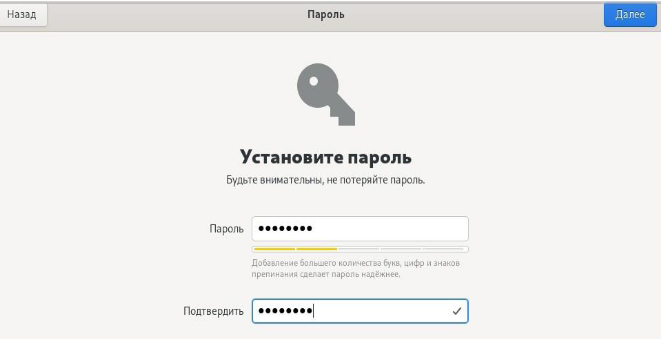 Назад
Пароль
Далее
Установите пароль
Будьте внимательны, не потеряйте пароль.
Пароль ●●●●●●●●
Добавление большего количества букв, цифр и знаков
препинания сделает пароль надёжнее.
Подтвердить ●●●●●●●●